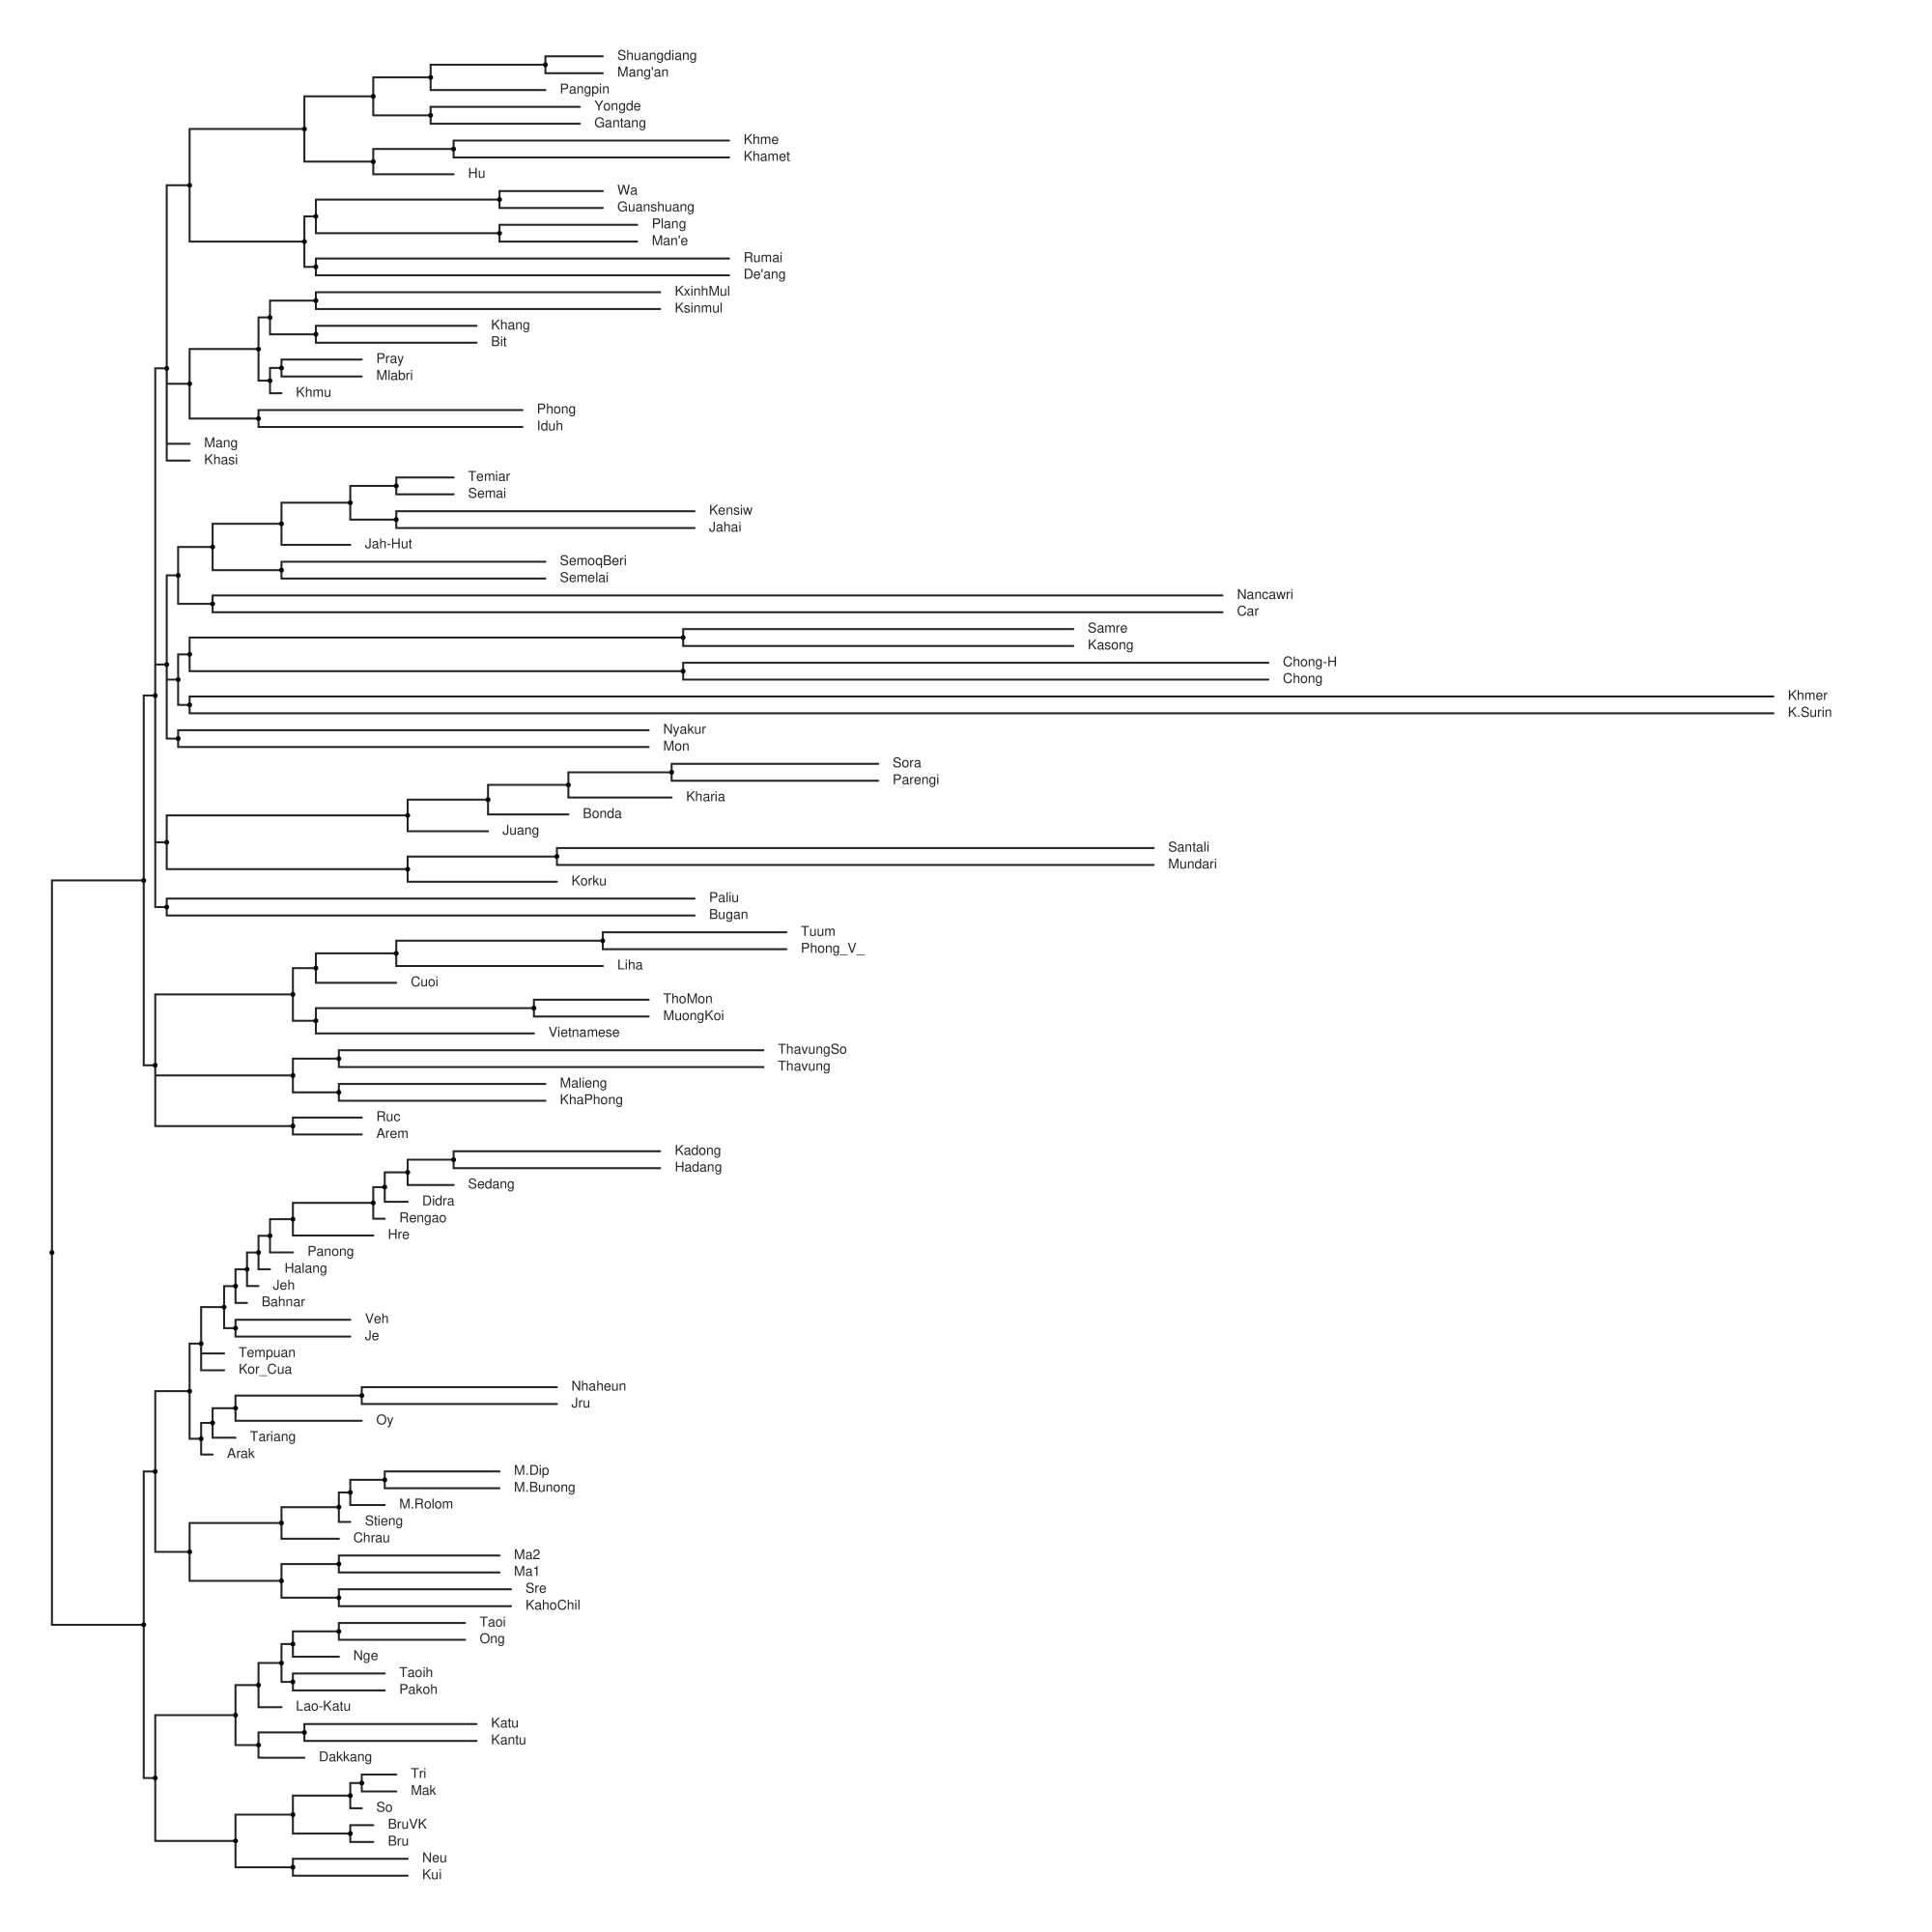 Shuangdiang
Mang'an
Pangpin
Yongde
Gantang
Khme
Khamet
Hu
Wa
Guanshuang
Plang
Man'e
Rumai
De'ang
KxinhMul
Ksinmul
Khang
Bit
Pray
Mlabri
Khmu
Phong
Iduh
Mang
Khasi
Temiar
Semai
Kensiw
Jahai
Jah-Hut
SemoqBeri
Semelai
Nancawri
Car
Samre
Kasong
Chong-H
Chong
Khmer
K.Surin
Nyakur
Mon
Sora
Parengi
Kharia
Bonda
Juang
Santali
Mundari
Korku
Paliu
Bugan
Tuum
Phong_V_
Liha
Cuoi
ThoMon
MuongKoi
Vietnamese
ThavungSo
Thavung
Malieng
KhaPhong
Ruc
Arem
Kadong
Hadang
Sedang
Didra
Rengao
Hre
Panong
Halang
Jeh
Bahnar
Veh
Je
Tempuan
Kor_Cua
Nhaheun
Jru
Oy
Tariang
Arak
M.Dip
M.Bunong
M.Rolom
Stieng
Chrau
Ma2
Ma1
Sre
KahoChil
Taoi
Ong
Nge
Taoih
Pakoh
Lao-Katu
Katu
Kantu
Dakkang
Tri
Mak
So
BruVK
Bru
Neu
Kui